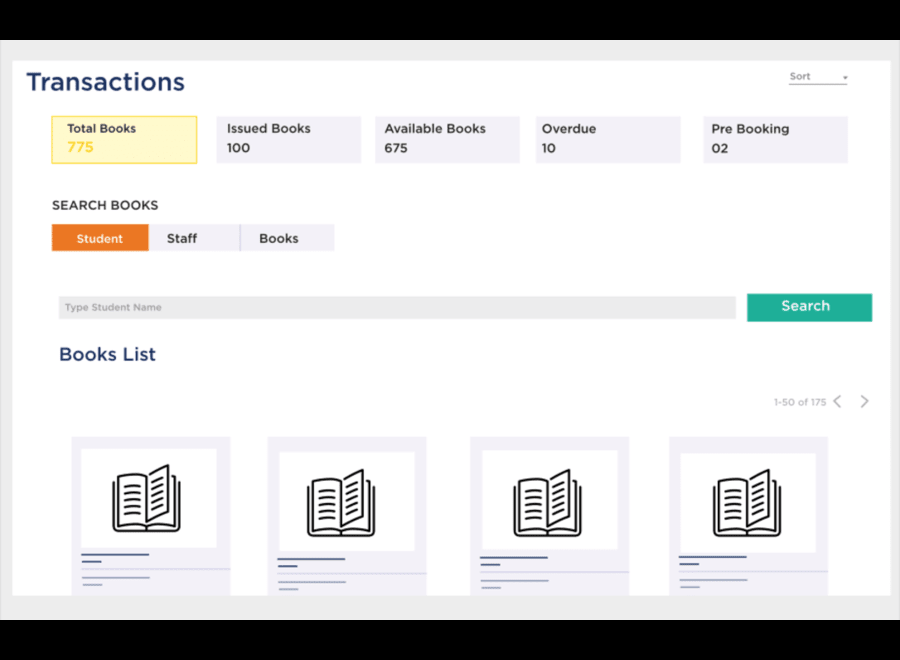 Transactions
Sort
Total Books
775
Issued Books
100
Available Books
675
Overdue
10
Pre Booking
02
SEARCH BOOKS
Student
Staff
Books
Type Student Name
Search
Books List
1-50 of 175